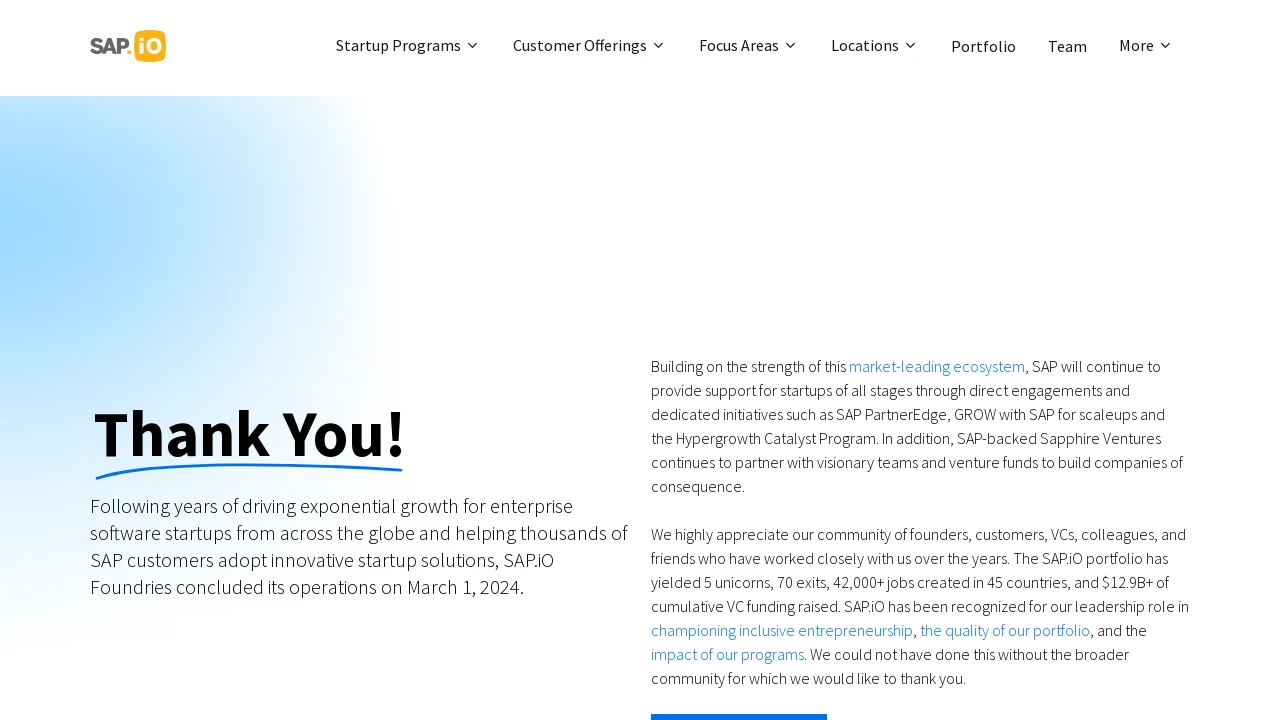 SAP.iO
Startup Programs
Customer Offerings
Focus Areas
Locations
Portfolio
Team
More
Thank You!
Following years of driving exponential growth for enterprise
software startups from across the globe and helping thousands of
SAP customers adopt innovative startup solutions, SAP.iO
Foundries concluded its operations on March 1, 2024.
Building on the strength of this market-leading ecosystem, SAP will continue to
provide support for startups of all stages through direct engagements and
dedicated initiatives such as SAP PartnerEdge, GROW with SAP for scaleups and
the Hypergrowth Catalyst Program. In addition, SAP-backed Sapphire Ventures
continues to partner with visionary teams and venture funds to build companies of
consequence.
We highly appreciate our community of founders, customers, VCs, colleagues, and
friends who have worked closely with us over the years. The SAP.iO portfolio has
yielded 5 unicorns, 70 exits, 42,000+ jobs created in 45 countries, and $12.9B+ of
cumulative VC funding raised. SAP.iO has been recognized for our leadership role in
championing inclusive entrepreneurship, the quality of our portfolio, and the
impact of our programs. We could not have done this without the broader
community for which we would like to thank you.